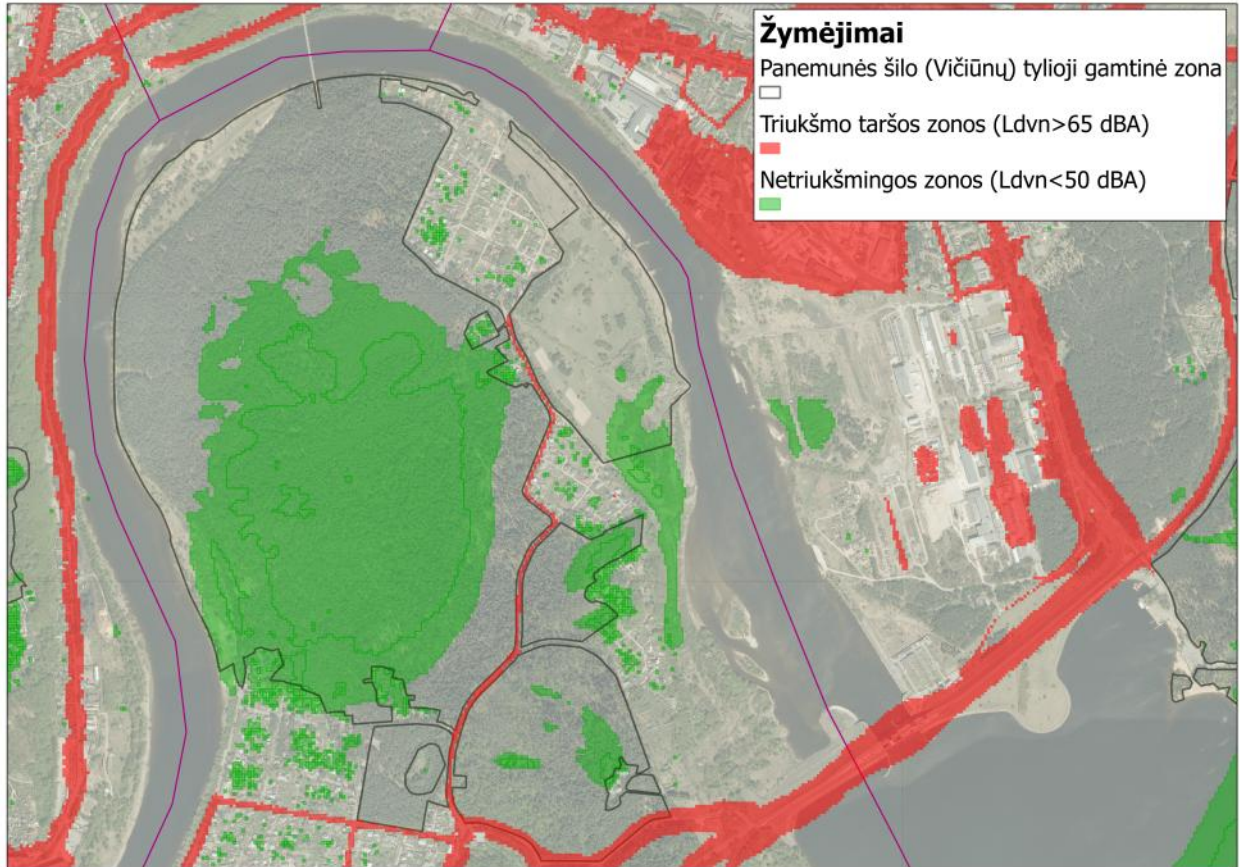 Žymėjimai
Panemunės šilo (Vičiūnų) tylioji gamtinė zona
Triukšmo taršos zonos (Ldvn>65 dBA)
Netriukšmingos zonos (Ldvn<50 dBA)